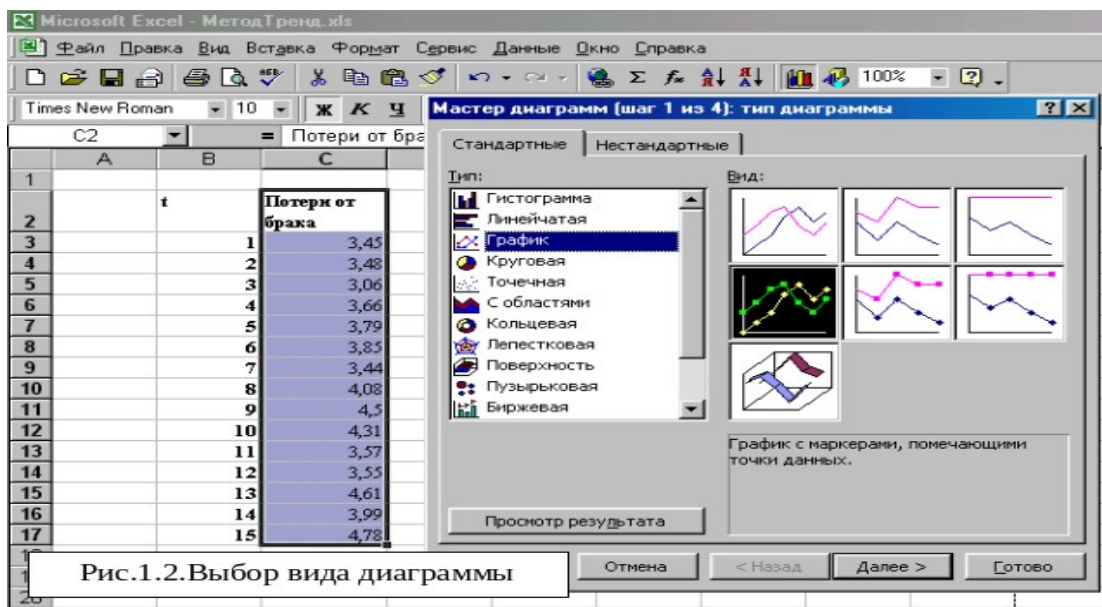 Microsoft Excel - МетодТренд.xls
Файл Правка Вид Вставка Формат Сервис Данные Окно Справка
100%
Times New Roman 10 Ж К Ч
C2 = Потери от бра
Мастер диаграмм (шаг 1 из 4): тип диаграммы
Стандартные Нестандартные
Тип: Вид:
Гистограмма
Линейчатая
График
Круговая
Точечная
С областями
Кольцевая
Лепестковая
Поверхность
Пузырьковая
Биржевая
График с маркерами, помечающими
точки данных.
Просмотр результата
Отмена < Назад Далее > Готово
A B C
1
2 t Потери от
брака
3 1 3,45
4 2 3,48
5 3 3,06
6 4 3,66
7 5 3,79
8 6 3,85
9 7 3,44
10 8 4,08
11 9 4,5
12 10 4,31
13 11 3,57
14 12 3,55
15 13 4,61
16 14 3,99
17 15 4,78
Рис.1.2.Выбор вида диаграммы
20